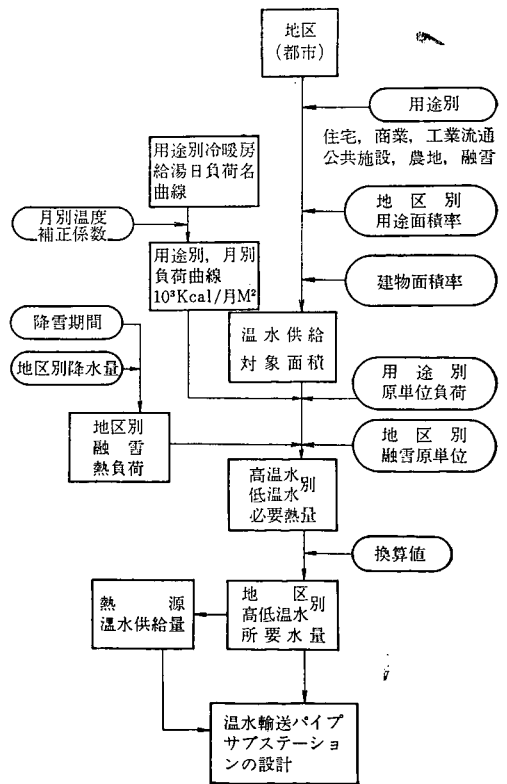 地区
(都市)
用途別
住宅, 商業, 工業流通
公共施設, 農地, 融雪
用途別冷暖房
給湯日負荷名
曲線
月別温度
補正係数
地区別
用途面積率
用途別, 月別
負荷曲線
10³Kcal/月M²
建物面積率
降雪期間
温水供給
対象面積
地区別降水量
用途別
原単位負荷
地区別
融雪
熱負荷
地区別
融雪原単位
高温水
低温水別
必要熱量
換算値
熱源
温水供給量
地区
高低温水別
所要水量
温水輸送パイプ
サブステーショ
ンの設計